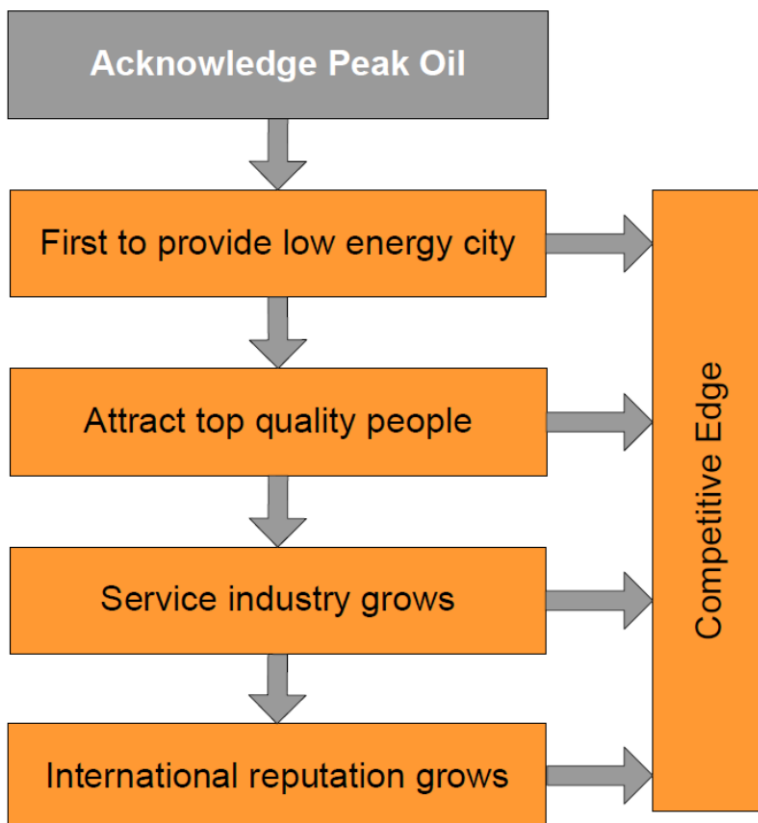 Acknowledge Peak Oil
First to provide low energy city
Attract top quality people
Service industry grows
International reputation grows
Competitive Edge